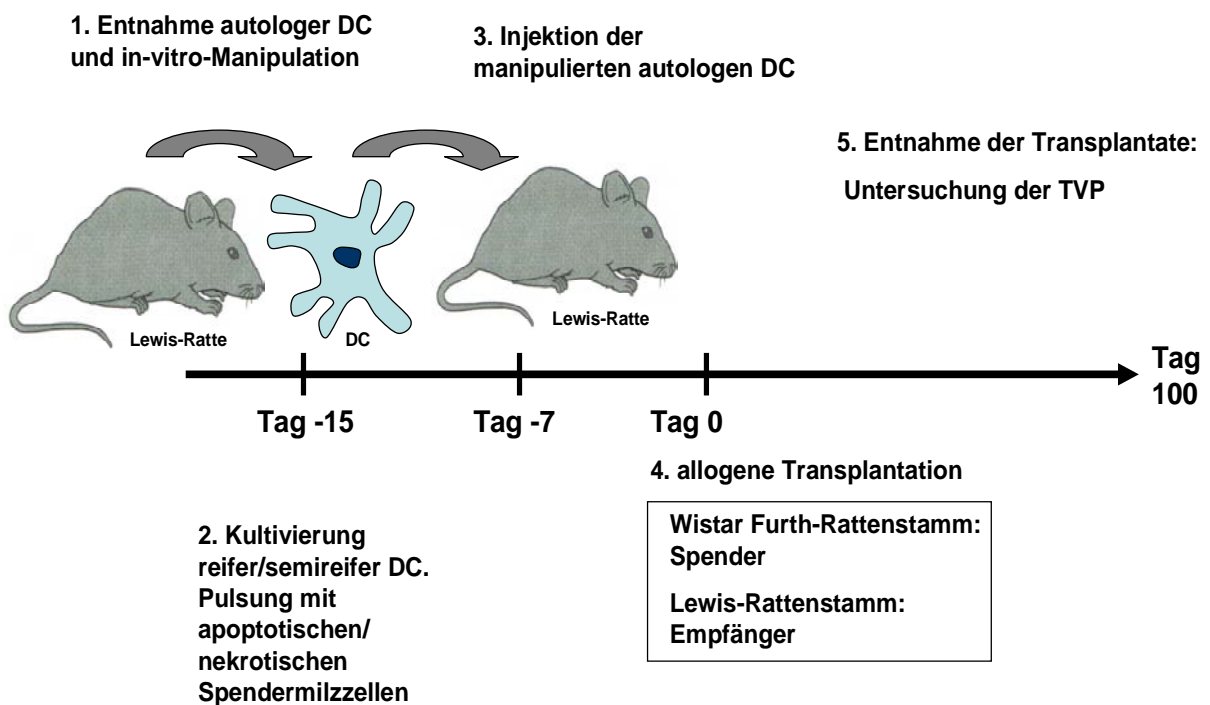 1. Entnahme autologer DC
und in-vitro-Manipulation
3. Injektion der
manipulierten autologen DC
5. Entnahme der Transplantate:
Untersuchung der TVP
Lewis-Ratte
DC
Lewis-Ratte
Tag
100
Tag -15
Tag -7
Tag 0
2. Kultivierung
reifer/semireifer DC.
Pulsung mit
apoptotischen/
nekrotischen
Spendermilzzellen
4. allogene Transplantation
Wistar Furth-Rattenstamm:
Spender
Lewis-Rattenstamm:
Empfänger